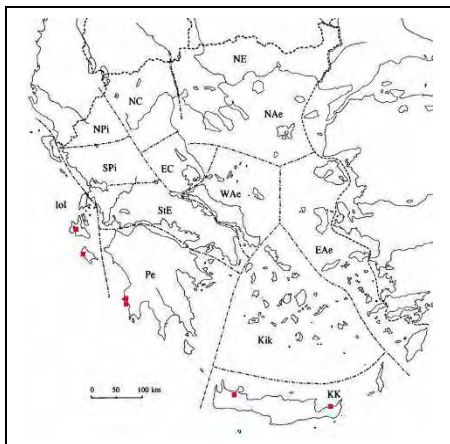 NE
NC
NAe
NPi
SPi
EC
WAe
IoI
StE
EAe
Pe
Kik
0 50 100 km
KK